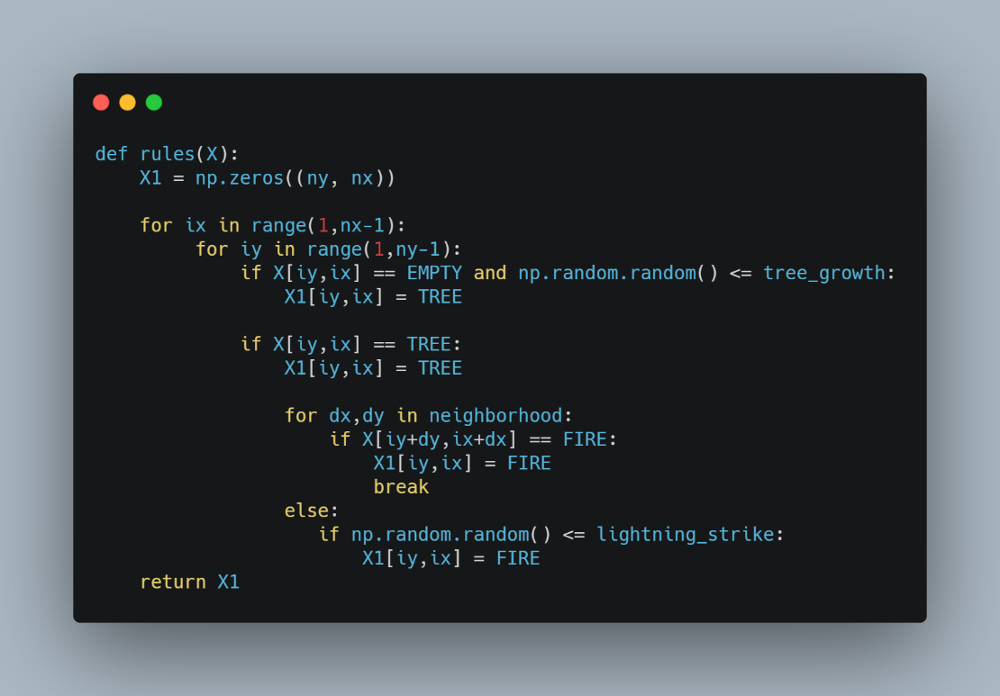 def rules(X):
    X1 = np.zeros((ny, nx))

    for ix in range(1,nx-1):
         for iy in range(1,ny-1):
             if X[iy,ix] == EMPTY and np.random.random() <= tree_growth:
                 X1[iy,ix] = TREE

             if X[iy,ix] == TREE:
                 X1[iy,ix] = TREE

                 for dx,dy in neighborhood:
                     if X[iy+dy,ix+dx] == FIRE:
                         X1[iy,ix] = FIRE
                         break
                 else:
                    if np.random.random() <= lightning_strike:
                        X1[iy,ix] = FIRE
    return X1